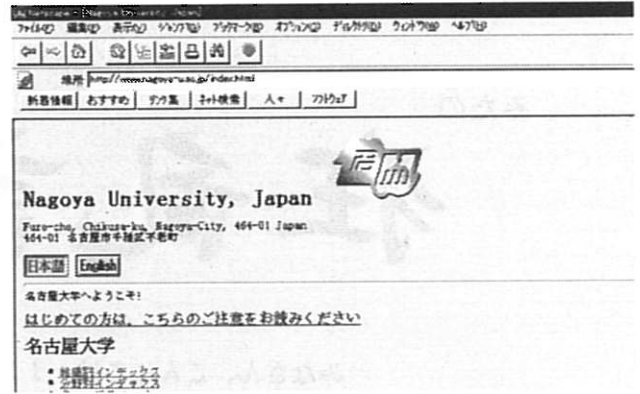 Netscape - [Nagoya University, Japan]
ファイル(F) 編集(E) 表示(V) ジャンプ(G) ブックマーク(B) オプション(O) ディレクトリ(D) ウィンドウ(W) ヘルプ(H)
場所 http://www.nagoya-u.ac.jp/index.html
新着情報 おすすめ リンク集 ネット検索 人々 ソフトウェア
Nagoya University, Japan
Furo-cho, Chikusa-ku, Nagoya-City, 464-01 Japan
464-01 名古屋市千種区不老町
日本語 English
名古屋大学へようこそ!
はじめての方は、こちらのご注意をお読みください
名古屋大学